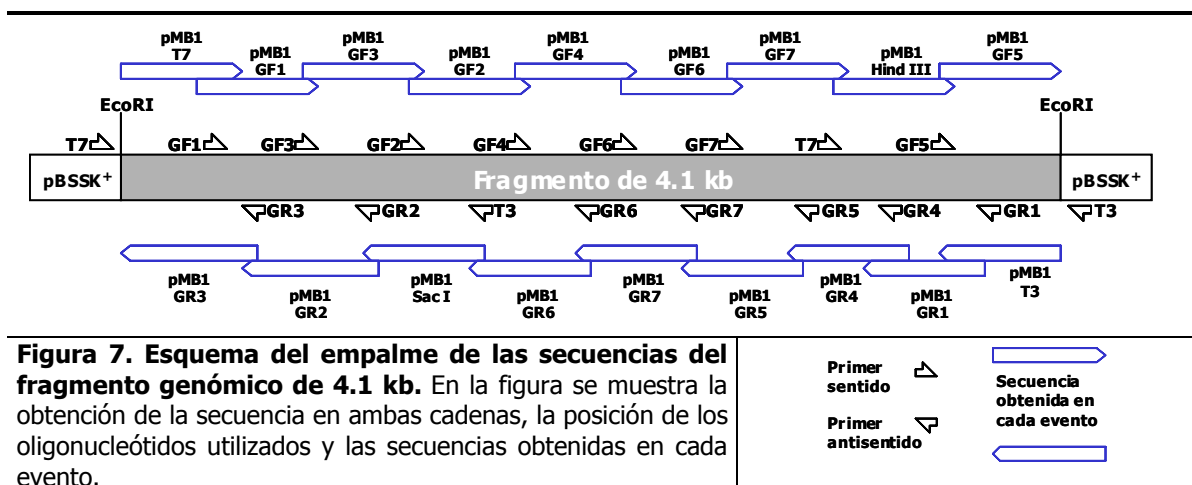 pMB1 T7
pMB1 GF1
pMB1 GF3
pMB1 GF2
pMB1 GF4
pMB1 GF6
pMB1 GF7
pMB1 Hind III
pMB1 GF5
EcoRI
EcoRI
T7
GF1
GF3
GF2
GF4
GF6
GF7
T7
GF5
pBSSK+
Fragmento de 4.1 kb
pBSSK+
GR3
GR2
T3
GR6
GR7
GR5
GR4
GR1
T3
pMB1 GR3
pMB1 GR2
pMB1 Sac I
pMB1 GR6
pMB1 GR7
pMB1 GR5
pMB1 GR4
pMB1 GR1
pMB1 T3
Figura 7. Esquema del empalme de las secuencias del
fragmento genómico de 4.1 kb. En la figura se muestra la
obtención de la secuencia en ambas cadenas, la posición de los
oligonucleótidos utilizados y las secuencias obtenidas en cada
evento.
Primer
sentido
Primer
antisentido
Secuencia
obtenida en
cada evento